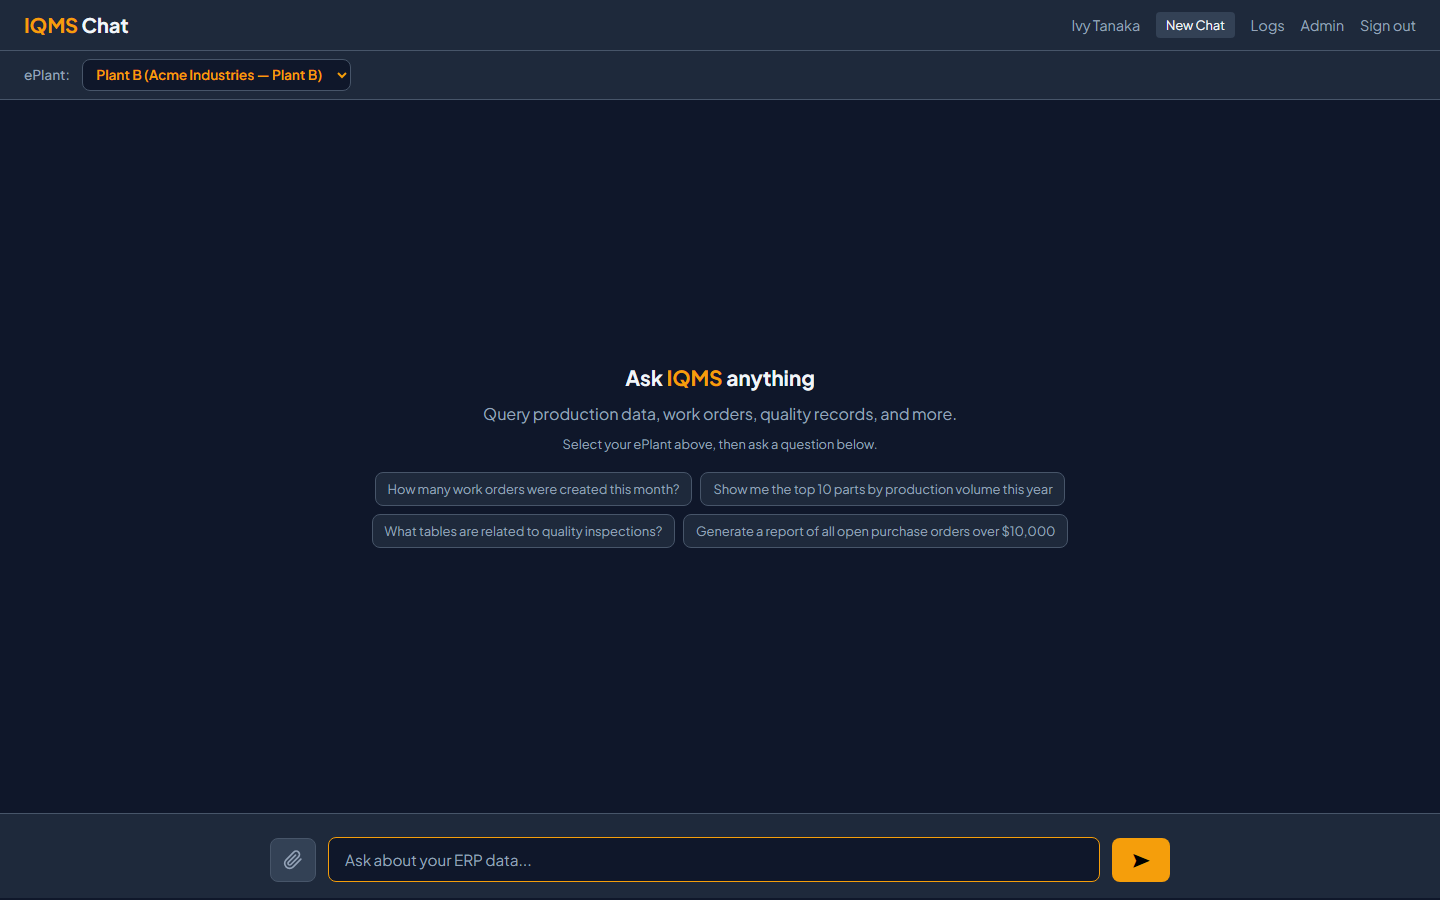 IQMS Chat
Ivy Tanaka New Chat Logs Admin Sign out
ePlant: Plant B (Acme Industries — Plant B)
Ask IQMS anything
Query production data, work orders, quality records, and more.
Select your ePlant above, then ask a question below.
How many work orders were created this month? Show me the top 10 parts by production volume this year
What tables are related to quality inspections? Generate a report of all open purchase orders over $10,000
Ask about your ERP data...